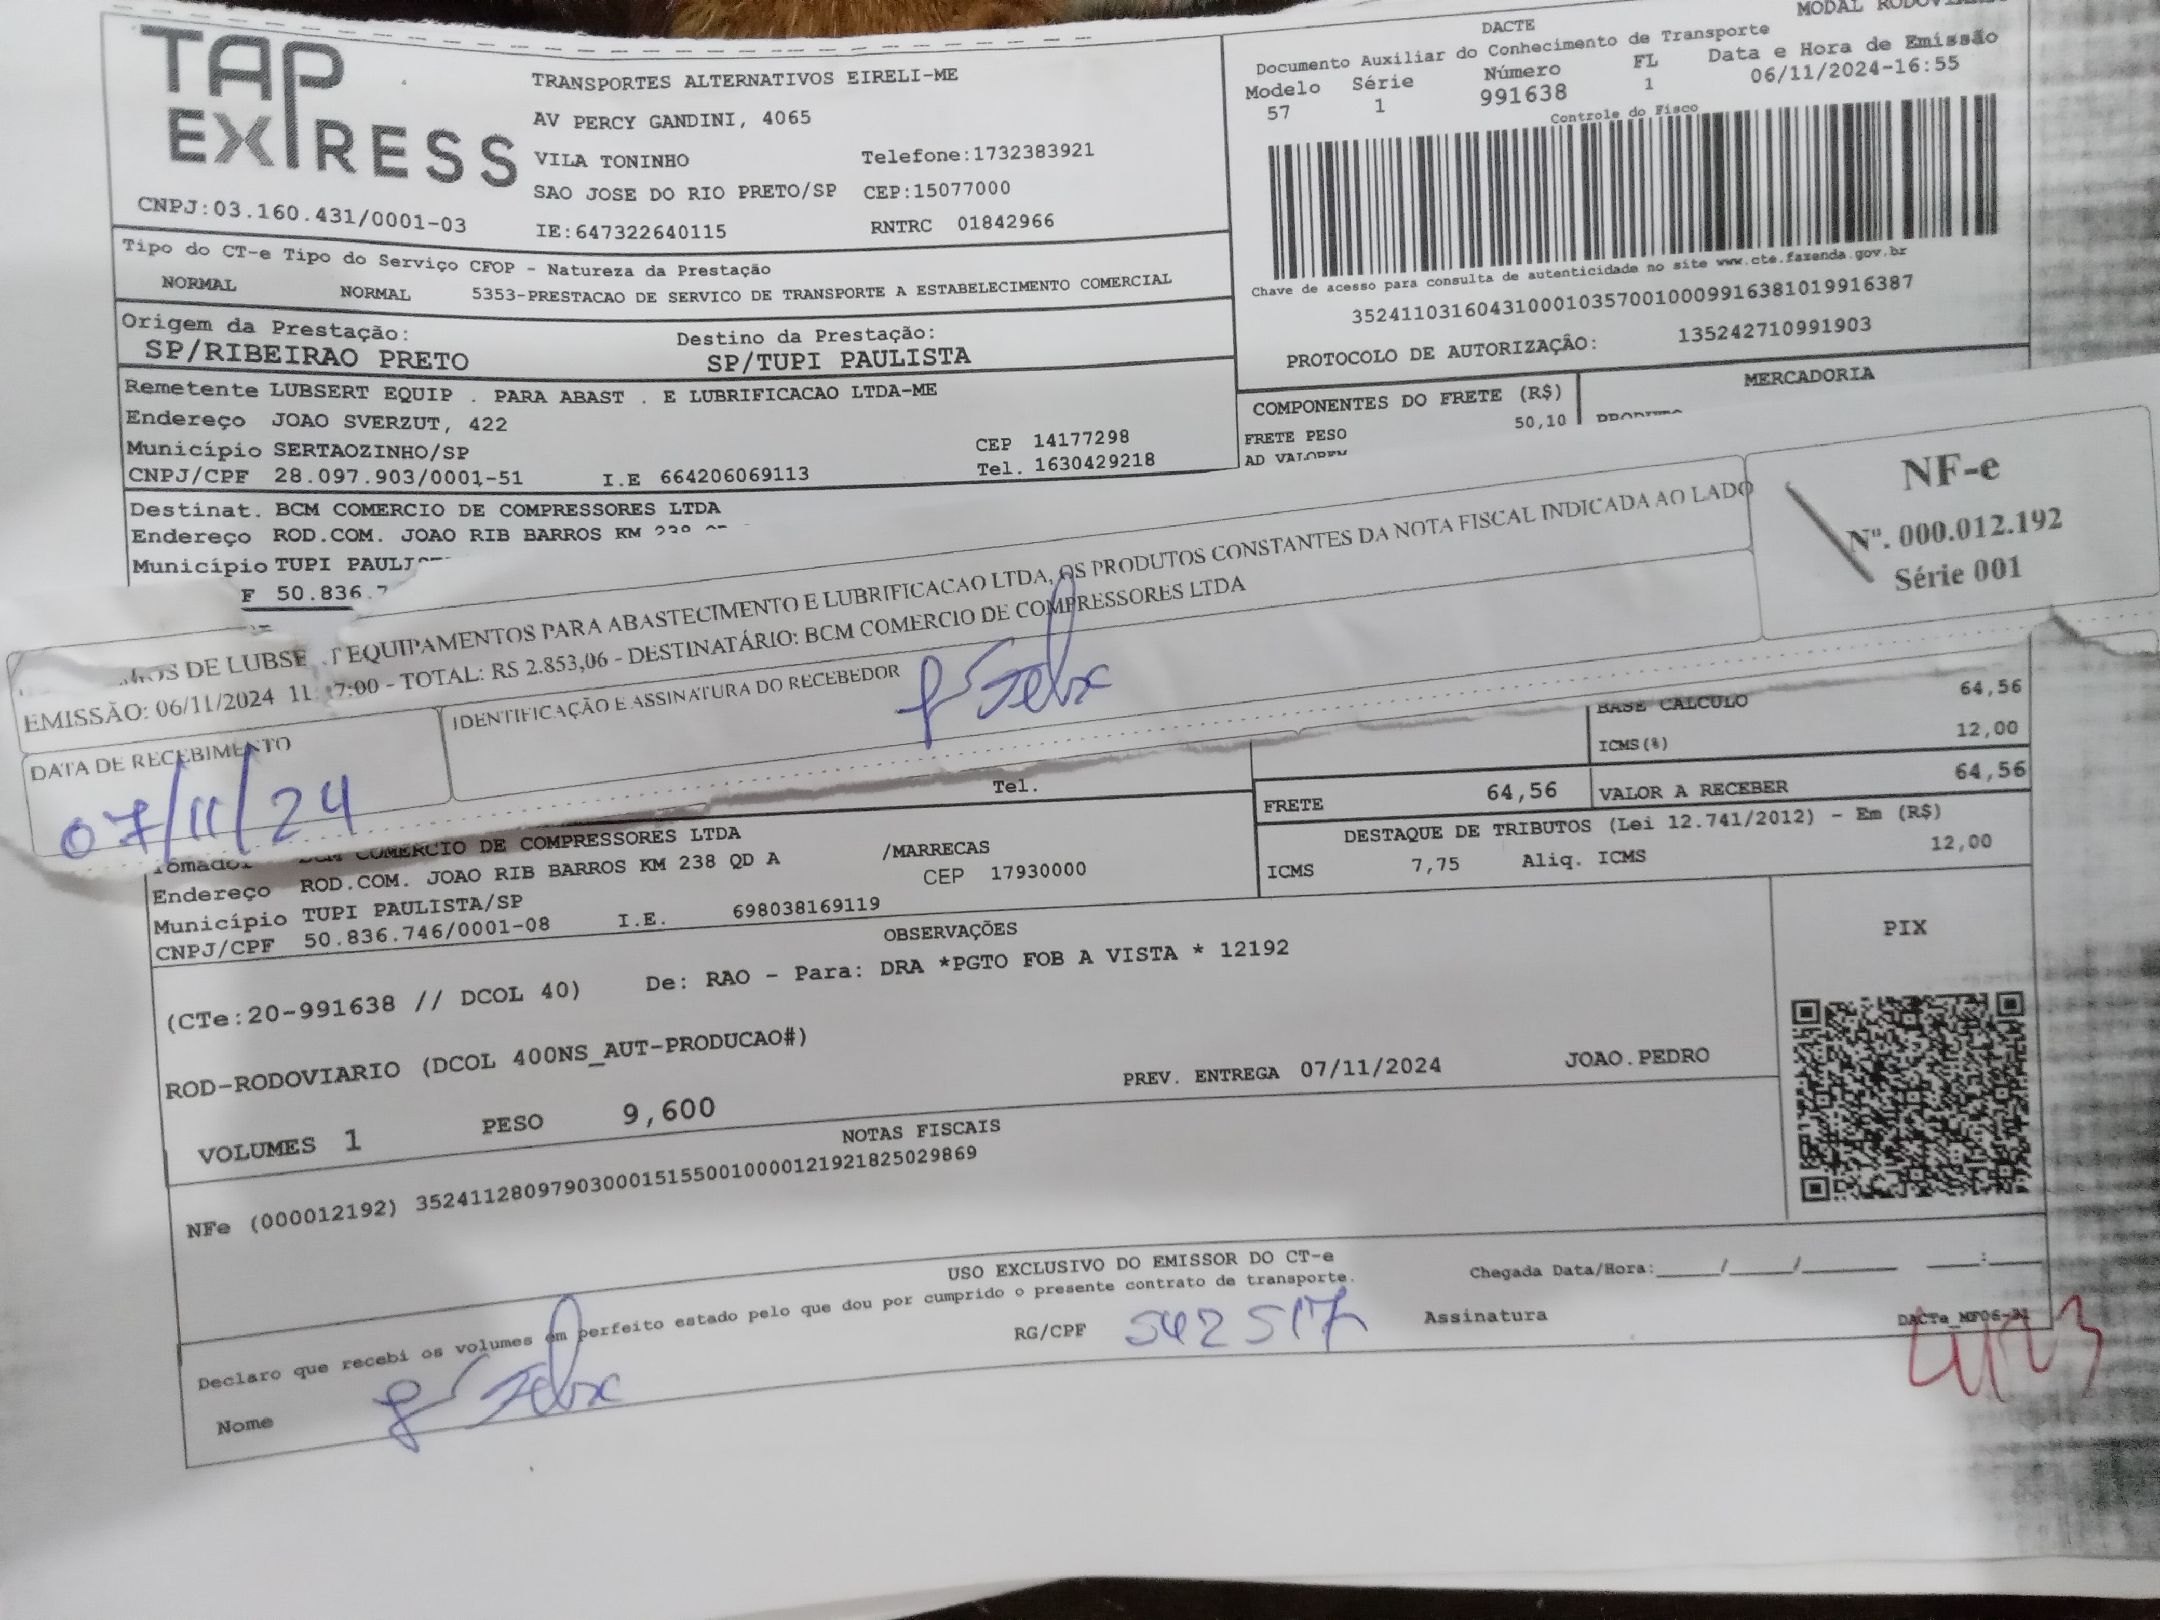 TAP EXPRESS
CNPJ:03.160.431/0001-03
TRANSPORTES ALTERNATIVOS EIRELI-ME
AV PERCY GANDINI, 4065
VILA TONINHO Telefone:1732383921
SAO JOSE DO RIO PRETO/SP CEP:15077000
IE:647322640115 RNTRC 01842966
DACTE
Documento Auxiliar do Conhecimento de Transporte
Modelo Série Número FL Data e Hora de Emissão
57 1 991638 1 06/11/2024-16:55
Controle do Fisco
Chave de acesso para consulta de autenticidade no site www.cte.fazenda.gov.br
35241103160431000103570010009916381019916387
PROTOCOLO DE AUTORIZAÇÃO: 135242710991903
Tipo do CT-e Tipo do Serviço CFOP - Natureza da Prestação
NORMAL NORMAL 5353-PRESTACAO DE SERVICO DE TRANSPORTE A ESTABELECIMENTO COMERCIAL
Origem da Prestação: Destino da Prestação:
SP/RIBEIRAO PRETO SP/TUPI PAULISTA
Remetente LUBSERT EQUIP . PARA ABAST . E LUBRIFICACAO LTDA-ME
Endereço JOAO SVERZUT, 422
Município SERTAOZINHO/SP CEP 14177298
CNPJ/CPF 28.097.903/0001-51 I.E 664206069113 Tel. 1630429218
COMPONENTES DO FRETE (R$) MERCADORIA
FRETE PESO 50,10
AD VALOREM
Destinat. BCM COMERCIO DE COMPRESSORES LTDA
Endereço ROD.COM. JOAO RIB BARROS KM
Município TUPI
F 50.836.7
DE EQUIPAMENTOS PARA ABASTECIMENTO E LUBRIFICACAO LTDA, OS PRODUTOS CONSTANTES DA NOTA FISCAL INDICADA AO LADO
EMISSÃO: 06/11/2024 - TOTAL: R$ 2.853,06 - DESTINATÁRIO: BCM COMERCIO DE COMPRESSORES LTDA
DATA DE RECEBIMENTO IDENTIFICAÇÃO E ASSINATURA DO RECEBEDOR
07/11/24
NF-e
Nº. 000.012.192
Série 001
BASE CALCULO 64,56
ICMS(%) 12,00
FRETE 64,56 VALOR A RECEBER 64,56
DESTAQUE DE TRIBUTOS (Lei 12.741/2012) - Em (R$)
ICMS 7,75 Aliq. ICMS 12,00
Tel.
Tomador BCM COMERCIO DE COMPRESSORES LTDA
Endereço ROD.COM. JOAO RIB BARROS KM 238 QD A /MARRECAS
Município TUPI PAULISTA/SP CEP 17930000
CNPJ/CPF 50.836.746/0001-08 I.E. 698038169119
OBSERVAÇÕES
(CTe:20-991638 // DCOL 40) De: RAO - Para: DRA *PGTO FOB A VISTA * 12192
ROD-RODOVIARIO (DCOL 400NS_AUT-PRODUCAO#)
PREV. ENTREGA 07/11/2024 JOAO.PEDRO
VOLUMES 1 PESO 9,600
PIX
NOTAS FISCAIS
NFe (000012192) 35241128097903000151550010000121921825029869
USO EXCLUSIVO DO EMISSOR DO CT-e
Declaro que recebi os volumes em perfeito estado pelo que dou por cumprido o presente contrato de transporte.
Chegada Data/Hora:_____/_____/________ ____:____
Nome RG/CPF 542517 Assinatura